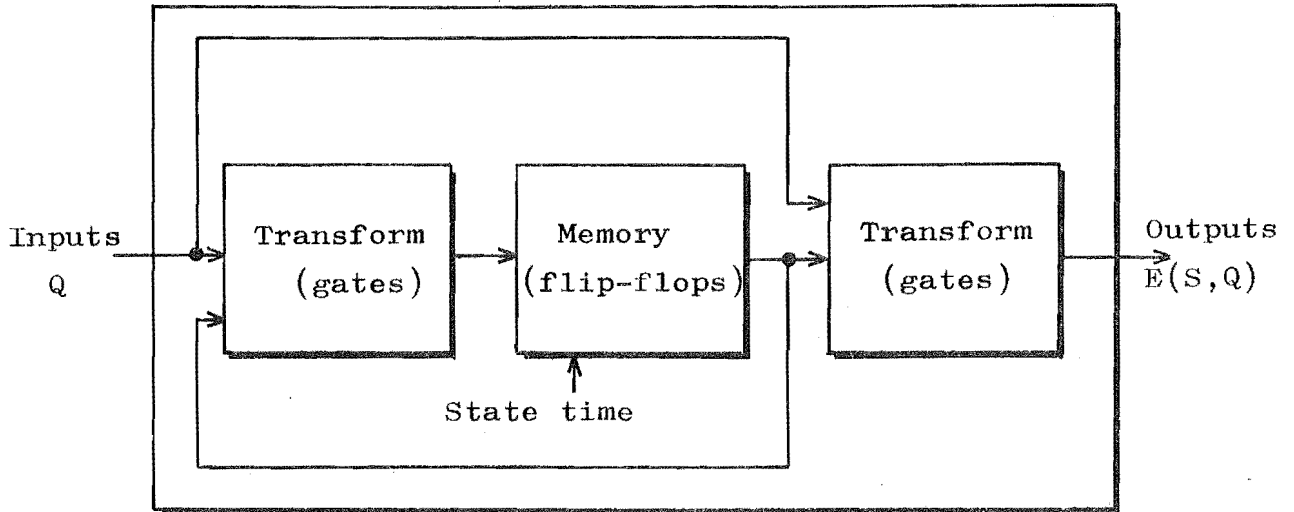 Inputs
Q
Transform
(gates)
Memory
(flip-flops)
State time
Transform
(gates)
Outputs
E(S,Q)